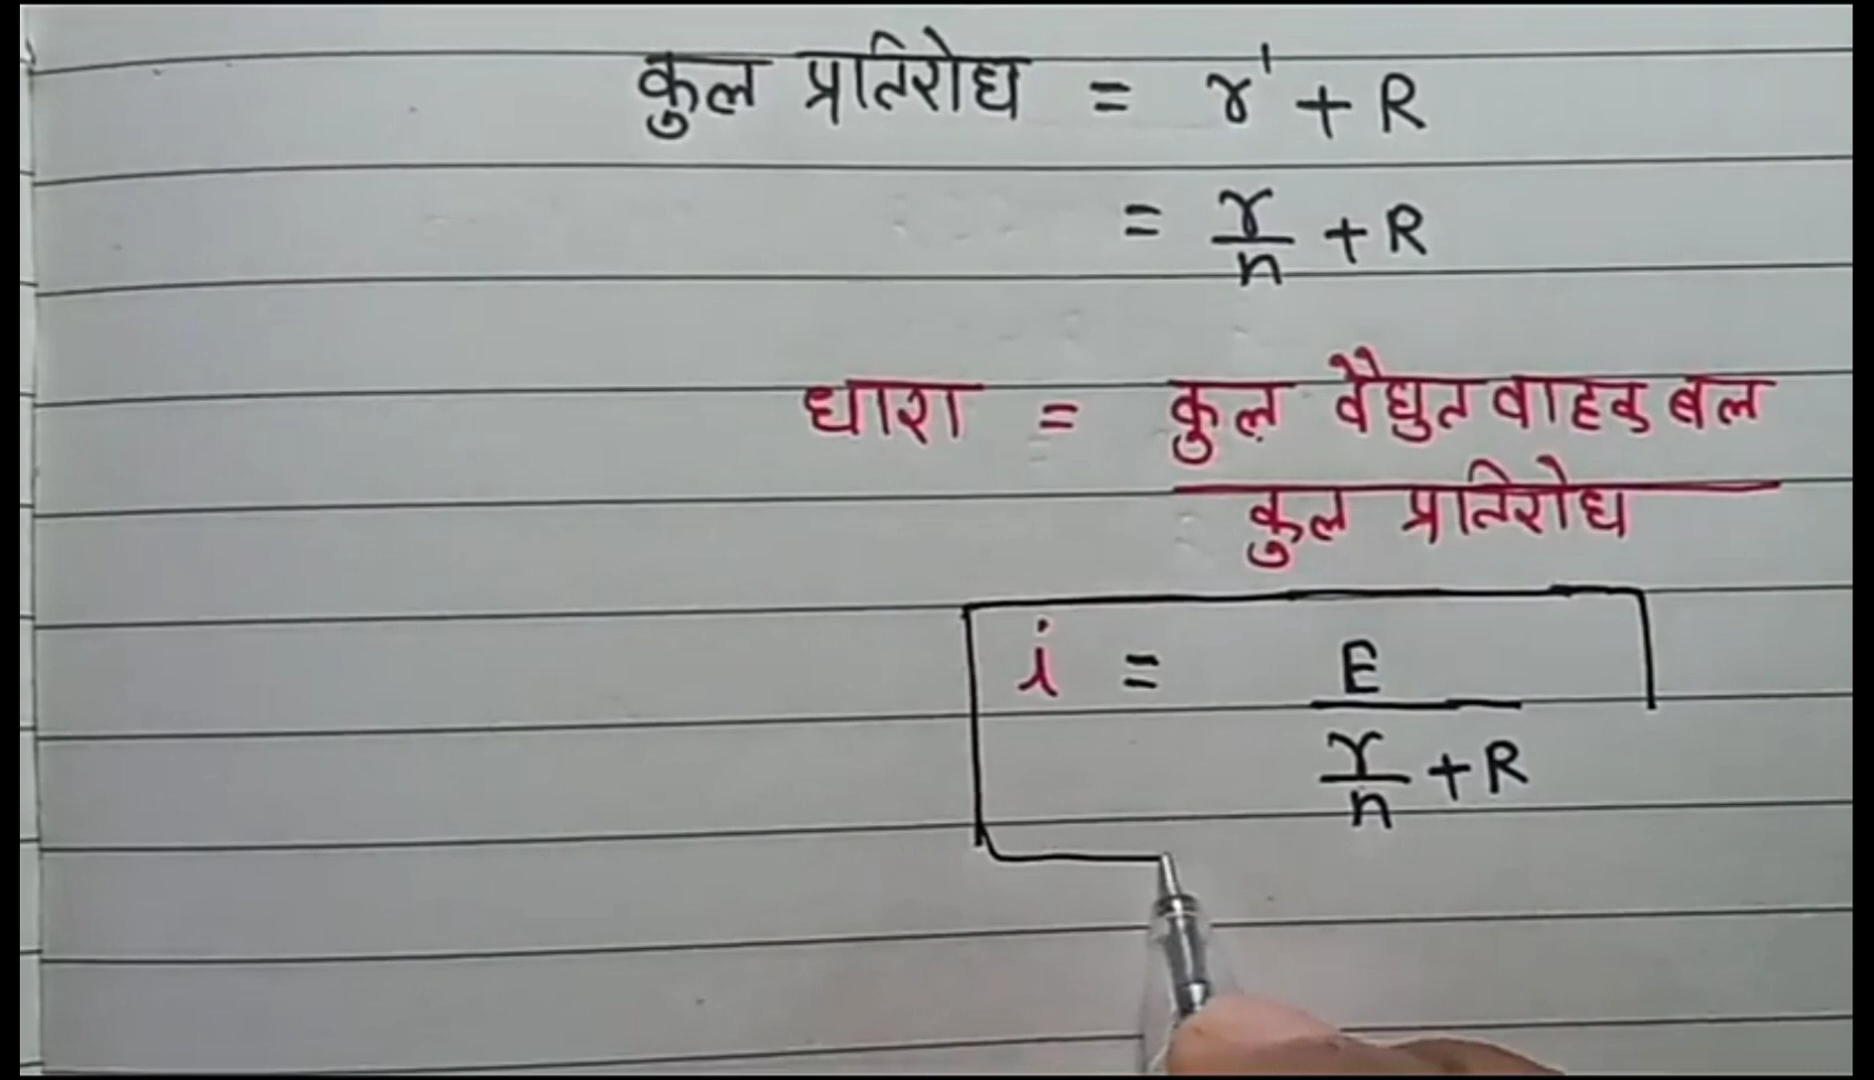 कुल प्रतिरोध = r' + R
= r/n + R
धारा = कुल वैद्युत वाहक बल
कुल प्रतिरोध
i = E
r/n + R